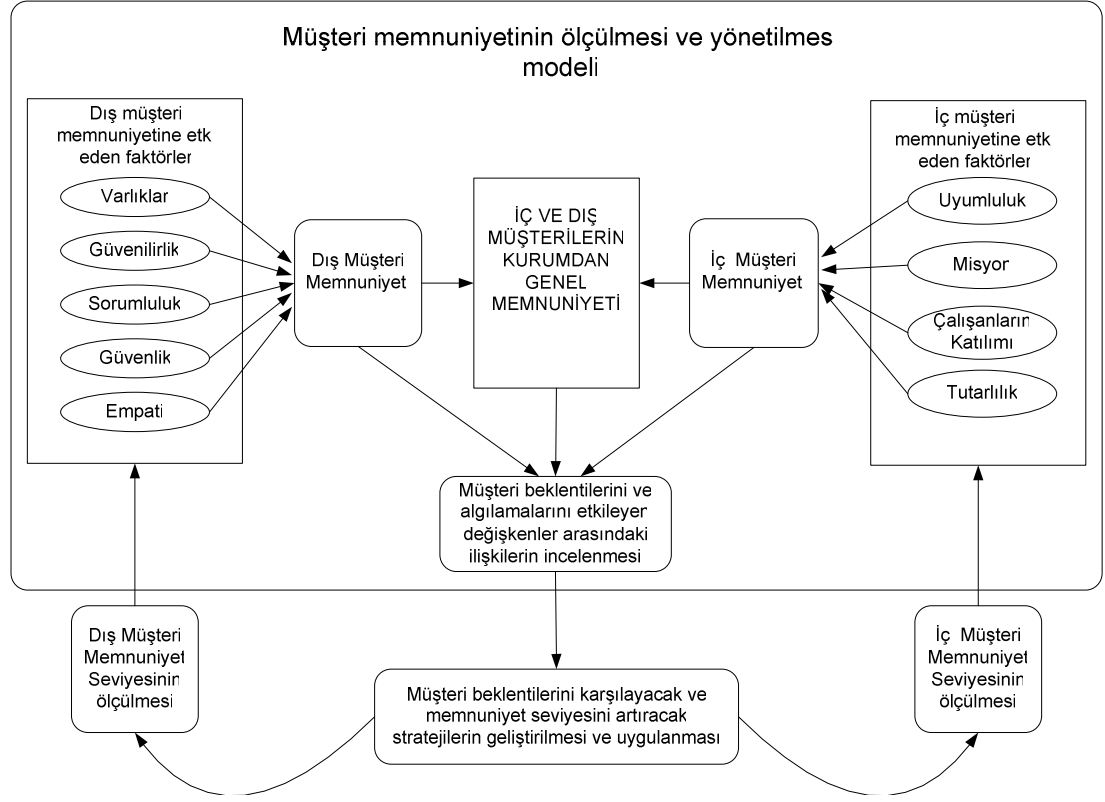 Müşteri memnuniyetinin ölçülmesi ve yönetilmes
modeli
Dış müşteri
memnuniyetine etk
eden faktörler
Varlıklar
Güvenilirlik
Sorumluluk
Güvenlik
Empati
Dış Müşteri
Memnuniyet
İÇ VE DIŞ
MÜŞTERİLERİN
KURUMDAN
GENEL
MEMNUNİYETİ
İç Müşteri
Memnuniyet
İç müşteri
memnuniyetine etk
eden faktörler
Uyumluluk
Misyon
Çalışanların
Katılımı
Tutarlılık
Müşteri beklentilerini ve
algılamalarını etkileyen
değişkenler arasındaki
ilişkilerin incelenmesi
Dış Müşteri
Memnuniyet
Seviyesinin
ölçülmesi
Müşteri beklentilerini karşılayacak ve
memnuniyet seviyesini artıracak
stratejilerin geliştirilmesi ve uygulanması
İç Müşteri
Memnuniyet
Seviyesinin
ölçülmesi